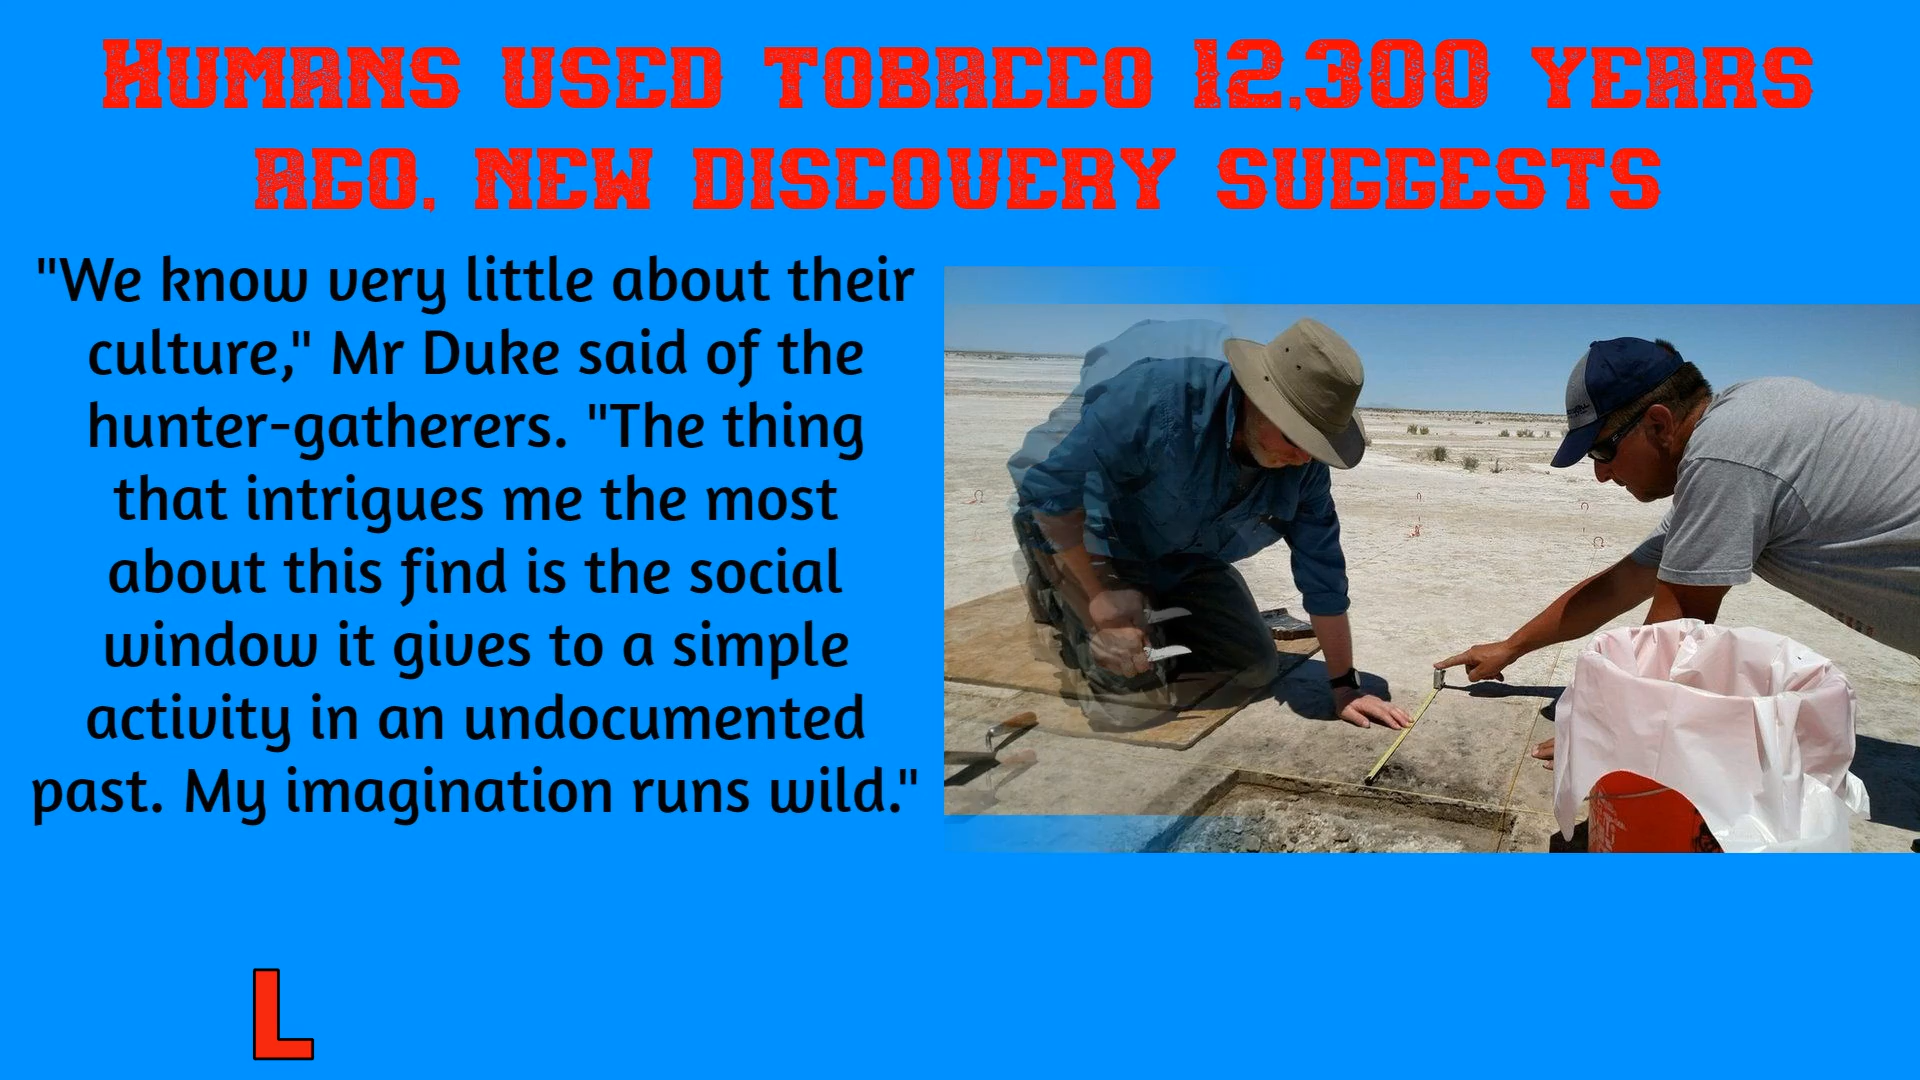 Humans used tobacco 12,300 years
ago, new discovery suggests
"We know very little about their
culture," Mr Duke said of the
hunter-gatherers. "The thing
that intrigues me the most
about this find is the social
window it gives to a simple
activity in an undocumented
past. My imagination runs wild."
L